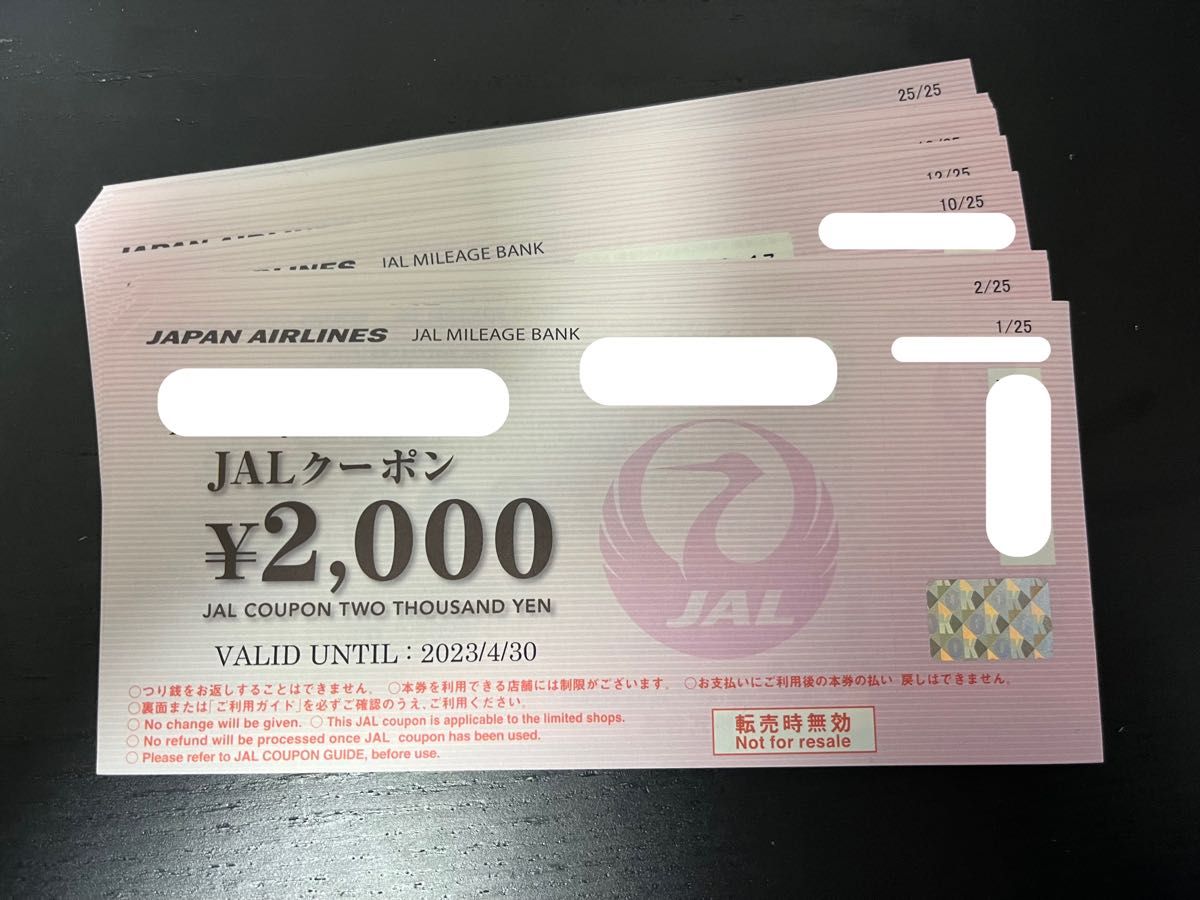 25/25
12/25
10/25
JAPAN AIRLINES
AIRLINES JAL MILEAGE BANK
17
2/25
1/25
JAPAN AIRLINES JAL MILEAGE BANK
JALクーポン
¥2,000
JAL COUPON TWO THOUSAND YEN
VALID UNTIL : 2023/4/30
JAL
○つり銭をお返しすることはできません。 ○本券を利用できる店舗には制限がございます。 ○お支払いにご利用後の本券の払い 戻しはできません。
○裏面または「ご利用ガイド」を必ずご確認のうえ、ご利用ください。
○ No change will be given. ○ This JAL coupon is applicable to the limited shops.
○ No refund will be processed once JAL coupon has been used.
○ Please refer to JAL COUPON GUIDE, before use.
転売時無効
Not for resale